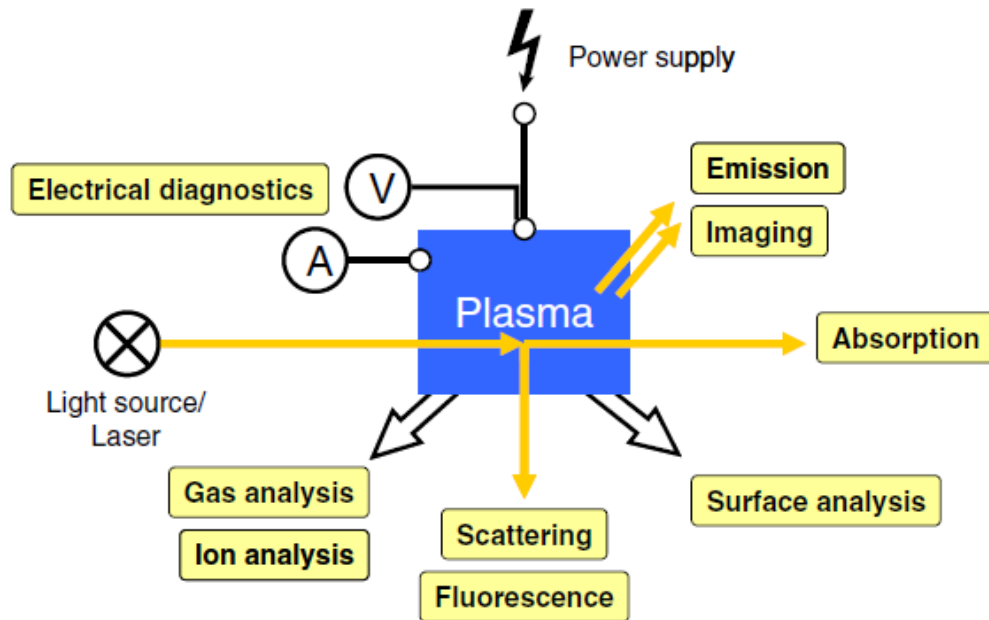 Power supply
Electrical diagnostics
V
Emission
Imaging
A
Plasma
Absorption
Light source/
Laser
Gas analysis
Ion analysis
Scattering
Fluorescence
Surface analysis